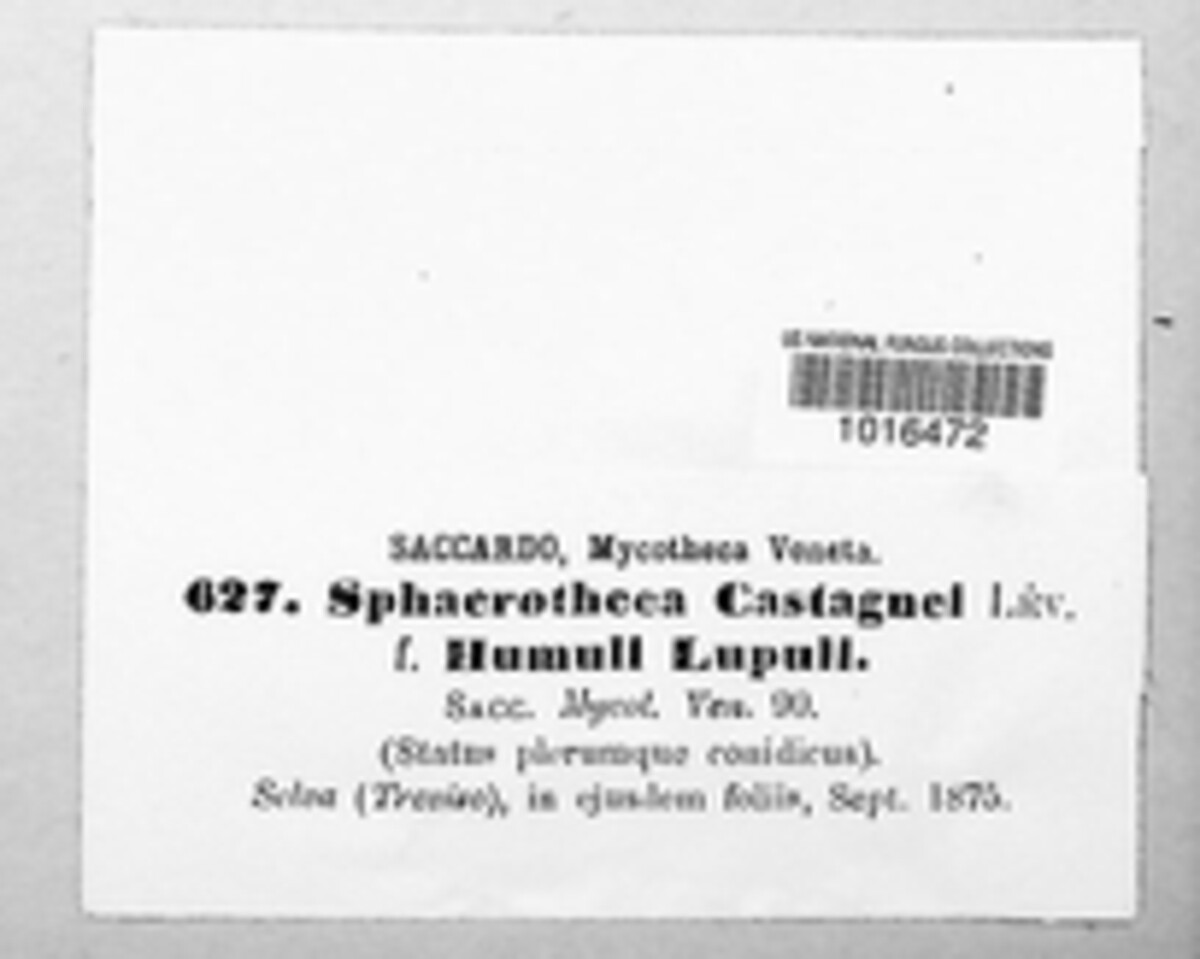 US NATIONAL FUNGUS COLLECTIONS
1016472
SACCARDO, Mycotheca Veneta.
627. Sphaerotheca Castagnei Lév.
f. Humuli Lupuli.
Sacc. Mycot. Ven. 90.
(Status plerumque conidicus).
Selva (Treviso), in ejusdem foliis, Sept. 1875.